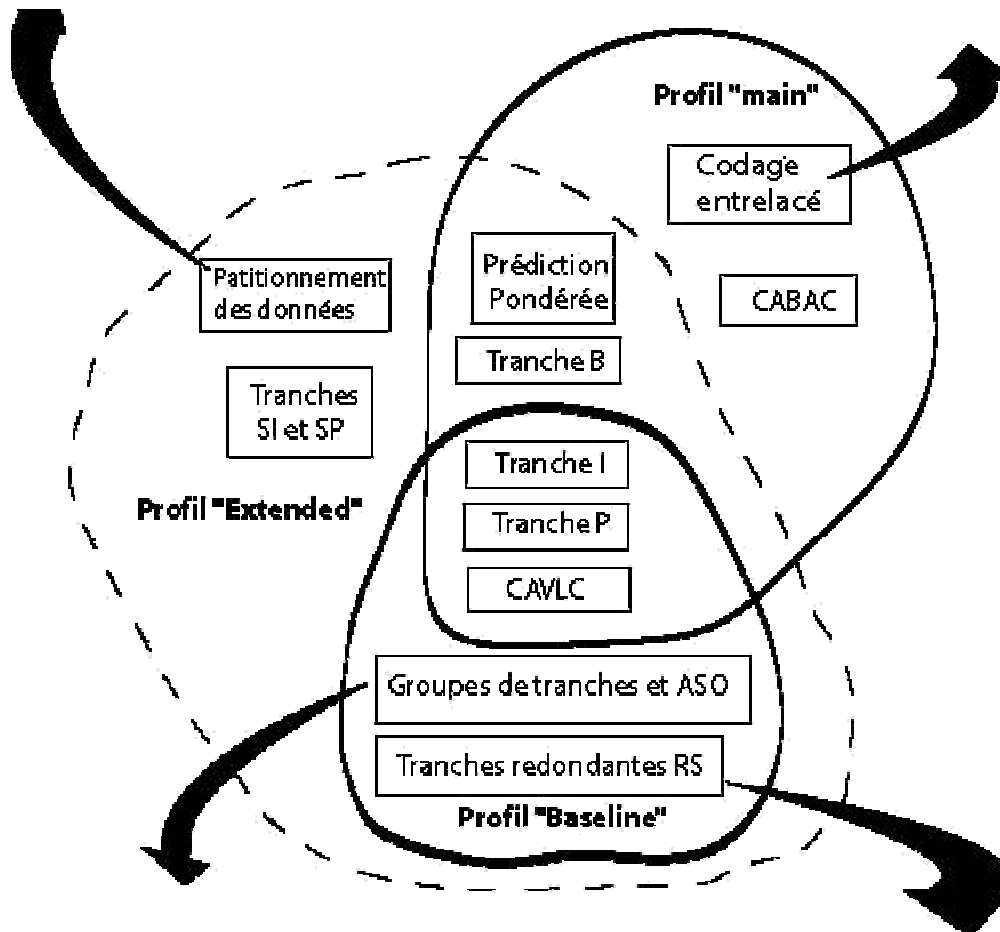 Profil "main"
Codage
entrelacé
Prédiction
Pondérée
Patitionnement
des données
CABAC
Tranche B
Tranches
SI et SP
Tranche I
Profil "Extended"
Tranche P
CAVLC
Groupes de tranches et ASO
Tranches redondantes RS
Profil "Baseline"